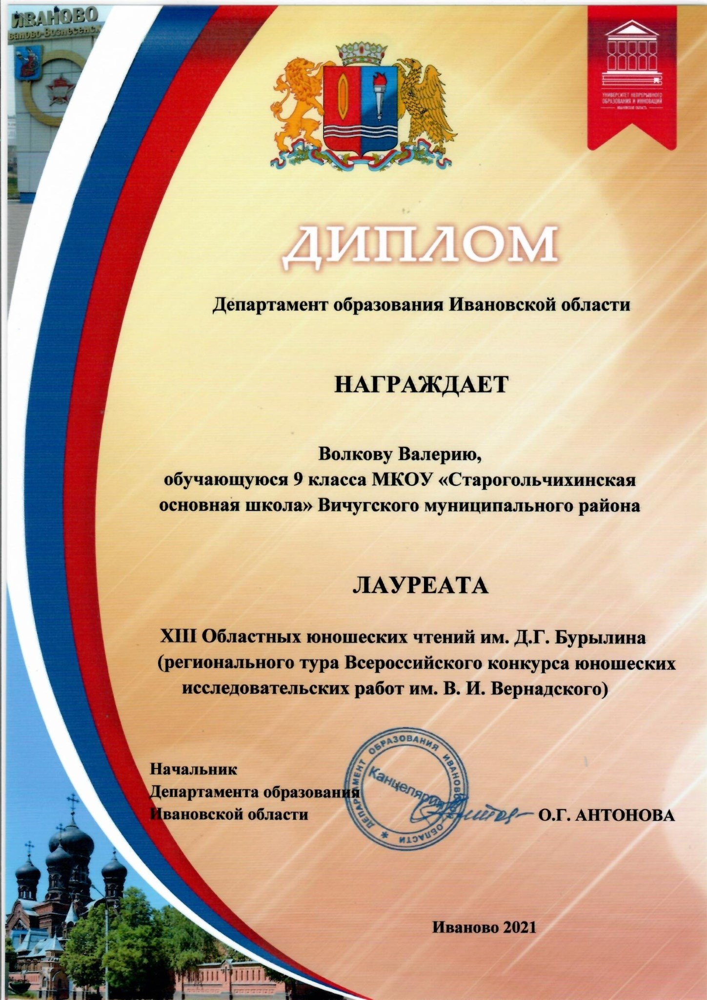 ИВАНОВО
УНИВЕРСИТЕТ НЕПРЕРЫВНОГО
ОБРАЗОВАНИЯ И ИННОВАЦИЙ
ИВАНОВСКАЯ ОБЛАСТЬ
ДИПЛОМ
Департамент образования Ивановской области
НАГРАЖДАЕТ
Волкову Валерию,
обучающуюся 9 класса МКОУ «Старогольчихинская
основная школа» Вичугского муниципального района
ЛАУРЕАТА
XIII Областных юношеских чтений им. Д.Г. Бурылина
(регионального тура Всероссийского конкурса юношеских
исследовательских работ им. В. И. Вернадского)
Начальник
Департамента образования
Ивановской области
ДЕПАРТАМЕНТ ОБРАЗОВАНИЯ ИВАНОВСКОЙ ОБЛАСТИ *
Канцелярия
О.Г. АНТОНОВА
Иваново 2021